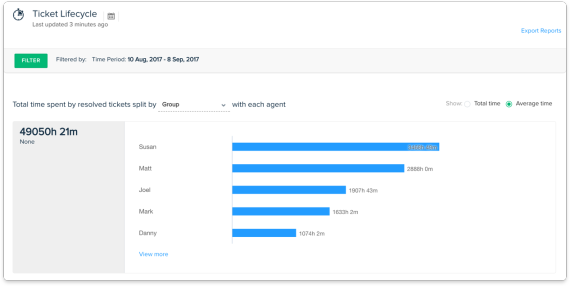 Ticket Lifecycle
Last updated 3 minutes ago
Export Reports
FILTER
Filtered by: Time Period: 10 Aug, 2017 - 8 Sep, 2017
Total time spent by resolved tickets split by Group with each agent
Show: Total time Average time
49050h 21m
None
Susan
Matt 2888h 0m
Joel 1907h 43m
Mark 1633h 2m
Danny 1074h 2m
View more